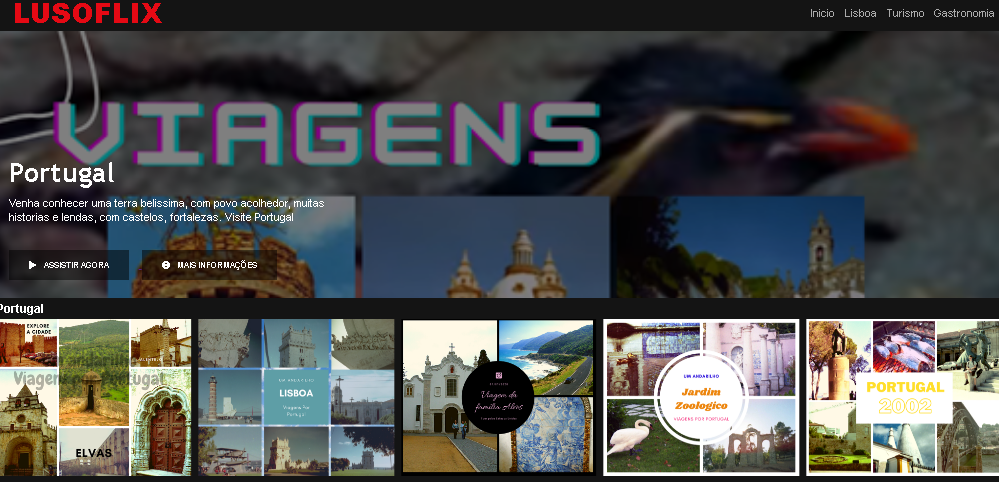 LUSOFLIX
Inicio Lisboa Turismo Gastronomia
VIAGENS
Portugal
Venha conhecer uma terra belissima, com povo acolhedor, muitas
historias e lendas, com castelos, fortalezas. Visite Portugal
ASSISTIR AGORA
MAIS INFORMAÇÕES
Portugal
EXPLORE
A CIDADE
Viagens por Portugal
ELVAS
UM ANDARILHO
LISBOA
Viagens Por
Portugal
Viagem da
família Alves
UM ANDARILHO
Jardim
Zoologico
VIAGENS POR PORTUGAL
PORTUGAL
2002